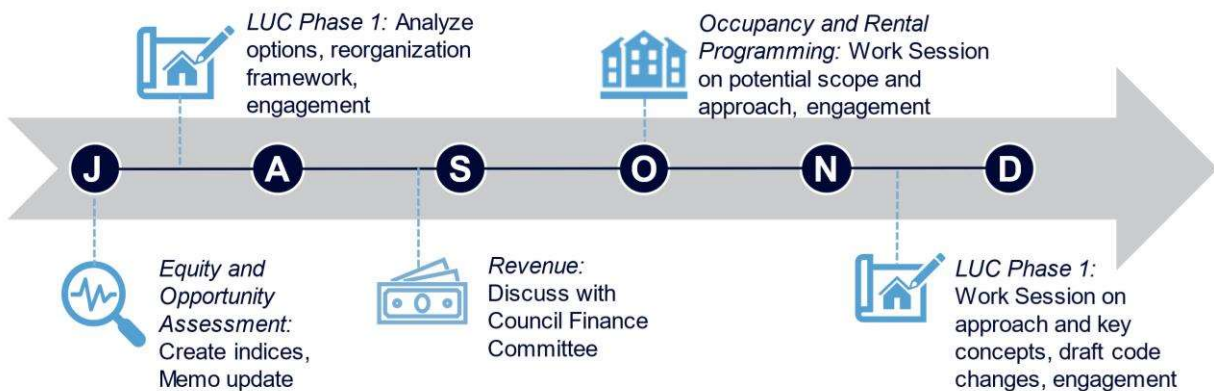 LUC Phase 1: Analyze
options, reorganization
framework,
engagement
Occupancy and Rental
Programming: Work Session
on potential scope and
approach, engagement
J
A
S
O
N
D
Equity and
Opportunity
Assessment:
Create indices,
Memo update
Revenue:
Discuss with
Council Finance
Committee
LUC Phase 1:
Work Session on
approach and key
concepts, draft code
changes, engagement